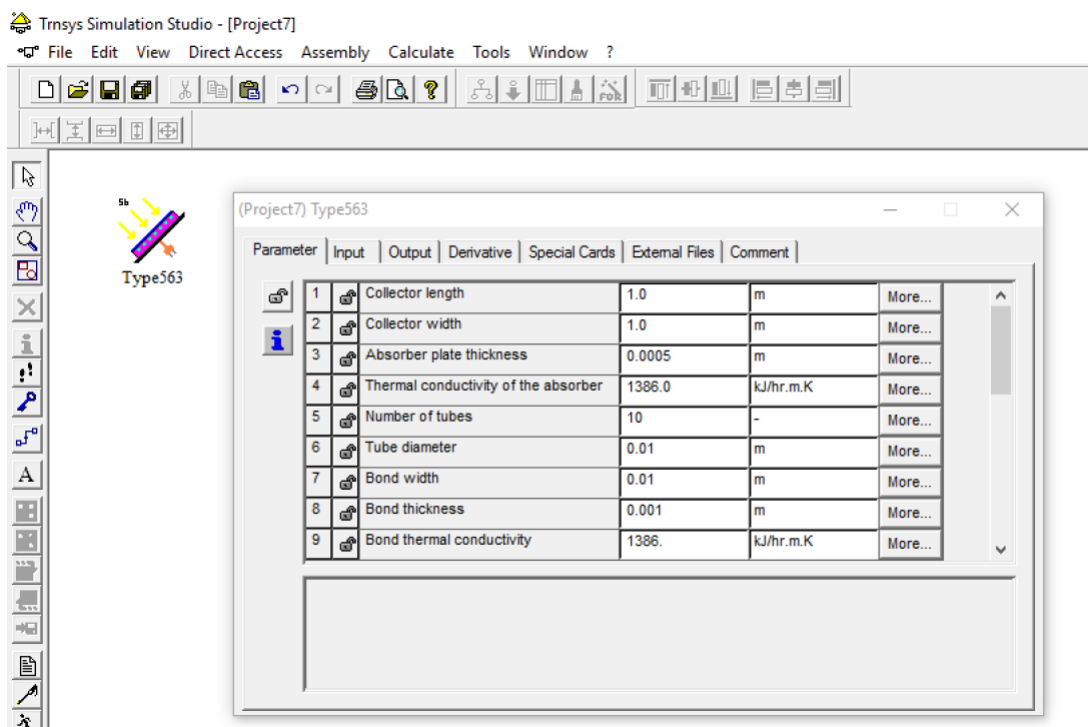 Trnsys Simulation Studio - [Project7]
File Edit View Direct Access Assembly Calculate Tools Window ?
FOR
A
5b
Type563
(Project7) Type563
Parameter Input Output Derivative Special Cards External Files Comment
1 Collector length 1.0 m More...
2 Collector width 1.0 m More...
3 Absorber plate thickness 0.0005 m More...
4 Thermal conductivity of the absorber 1386.0 kJ/hr.m.K More...
5 Number of tubes 10 - More...
6 Tube diameter 0.01 m More...
7 Bond width 0.01 m More...
8 Bond thickness 0.001 m More...
9 Bond thermal conductivity 1386. kJ/hr.m.K More...